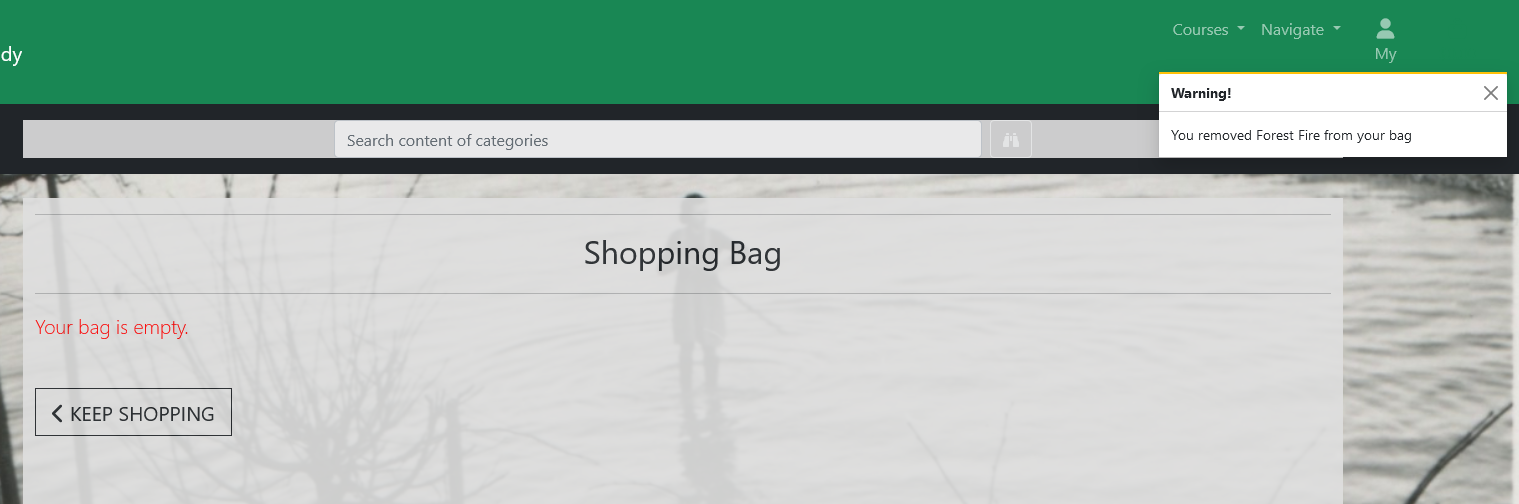 Courses Navigate
dy
My
Warning!
You removed Forest Fire from your bag
Search content of categories
Shopping Bag
Your bag is empty.
KEEP SHOPPING